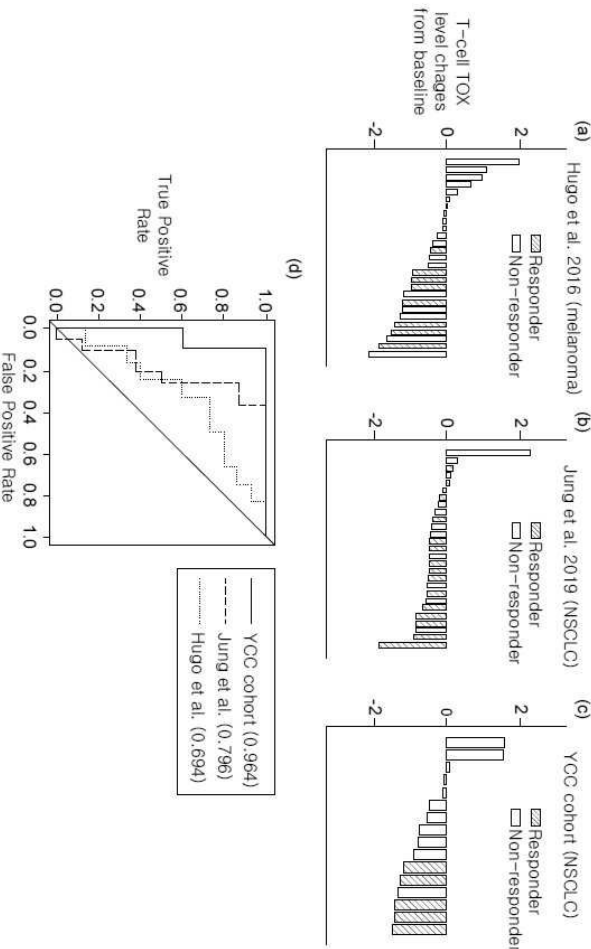 (a)
Hugo et al. 2016 (melanoma)
T-cell TOX
level chages
from baseline
2
0
-2
Responder
Non-responder
(b)
Jung et al. 2019 (NSCLC)
2
0
-2
Responder
Non-responder
(c)
YCC cohort (NSCLC)
2
0
-2
Responder
Non-responder
(d)
True Positive
Rate
1.0
0.8
0.6
0.4
0.2
0.0
0.0 0.2 0.4 0.6 0.8 1.0
False Positive Rate
YCC cohort (0.964)
Jung et al. (0.796)
Hugo et al. (0.694)